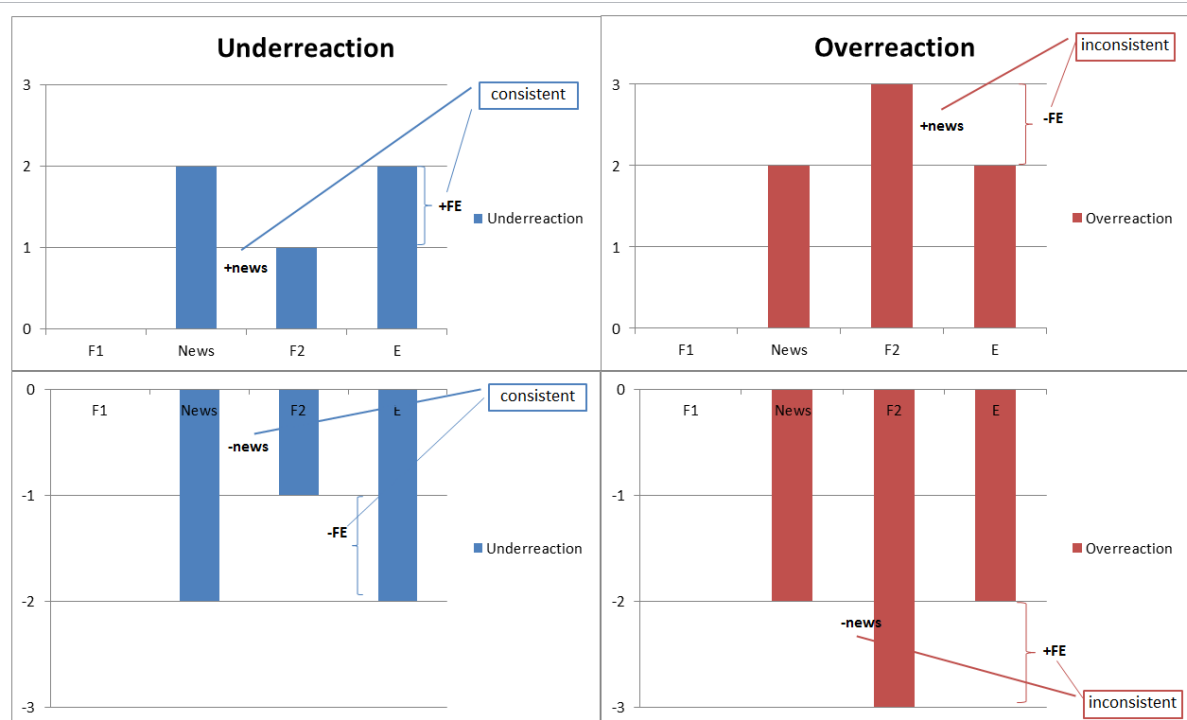 Underreaction
3
2
1
0
consistent
+FE
+news
Underreaction
F1
News
F2
E
Overreaction
3
2
1
0
inconsistent
-FE
+news
Overreaction
F1
News
F2
E
0
-1
-2
-3
F1
News
F2
E
consistent
-news
-FE
Underreaction
0
-1
-2
-3
F1
News
F2
E
Overreaction
-news
+FE
inconsistent